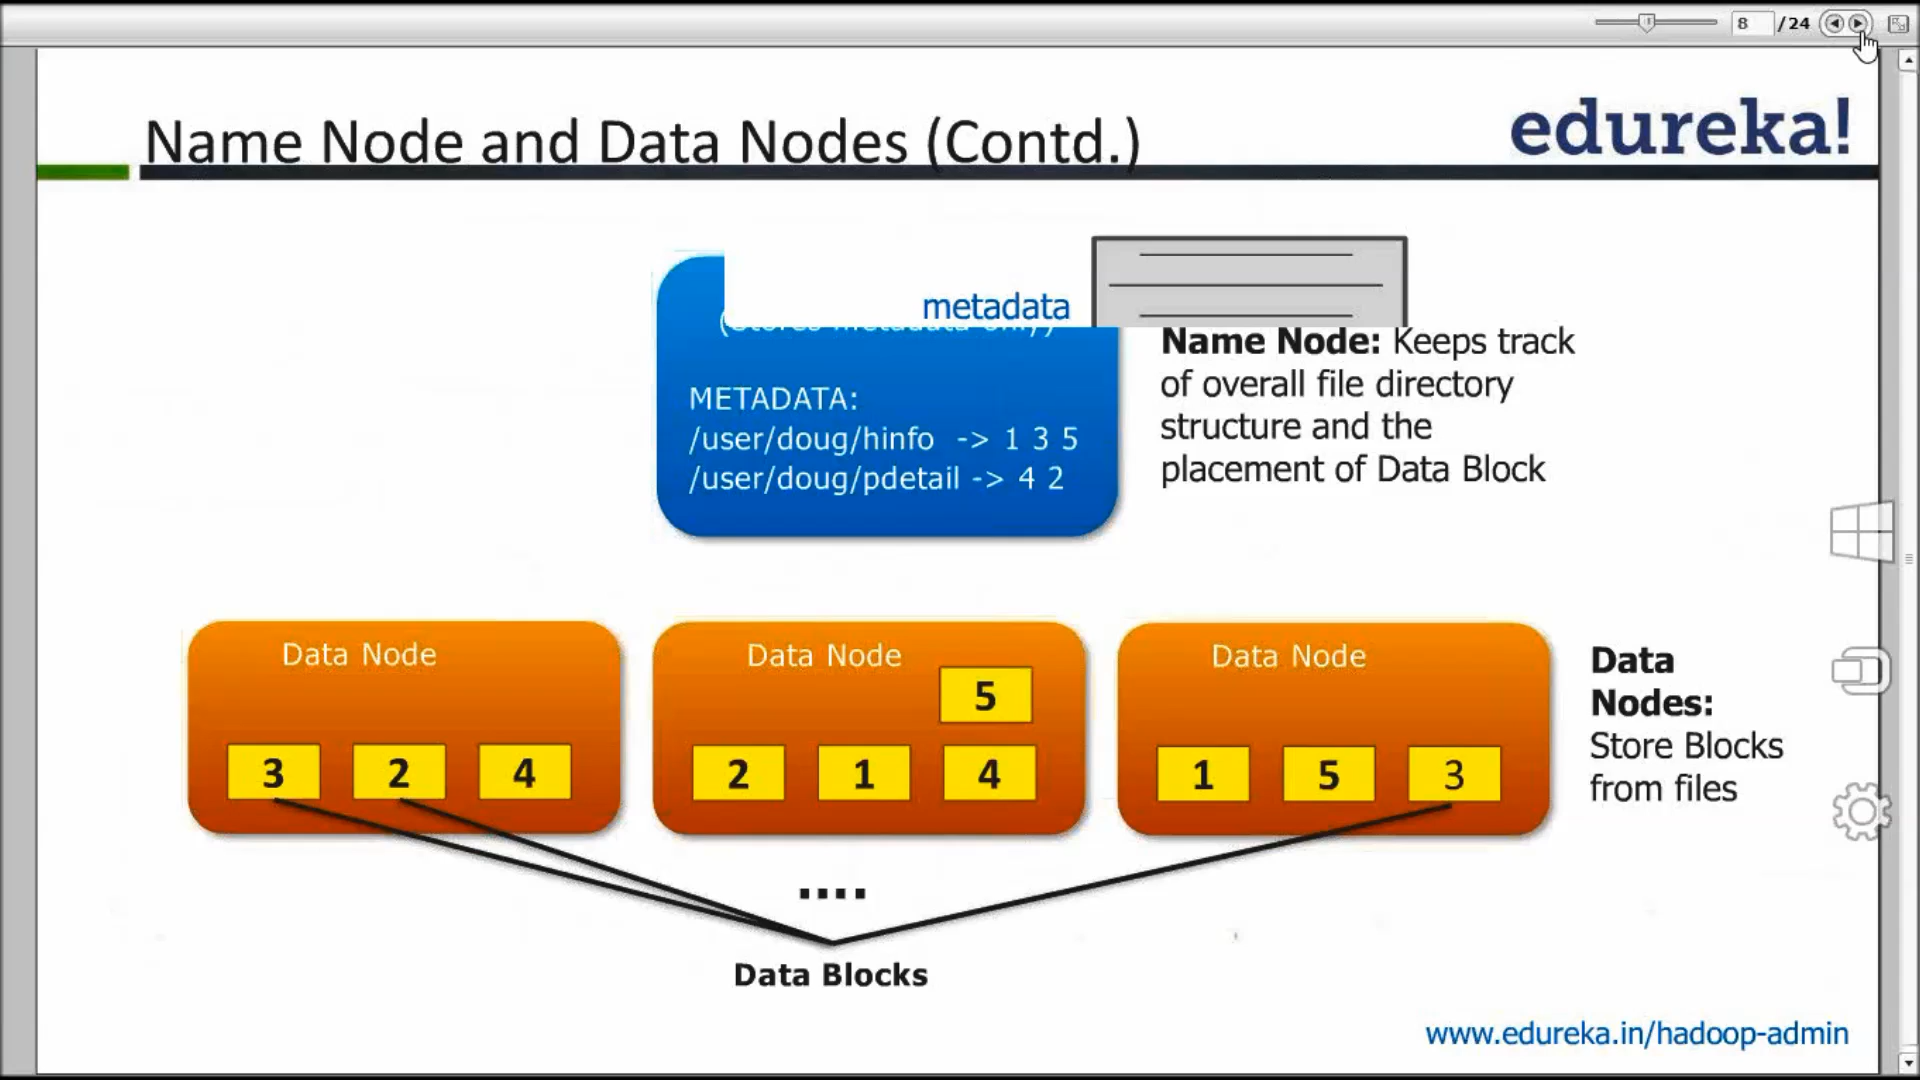 8 / 24
Name Node and Data Nodes (Contd.)
edureka!
metadata
(Stores Metadata only)
METADATA:
/user/doug/hinfo -> 1 3 5
/user/doug/pdetail -> 4 2
Name Node: Keeps track
of overall file directory
structure and the
placement of Data Block
Data Node
3 2 4
Data Node
5
2 1 4
Data Node
1 5 3
Data
Nodes:
Store Blocks
from files
....
Data Blocks
www.edureka.in/hadoop-admin